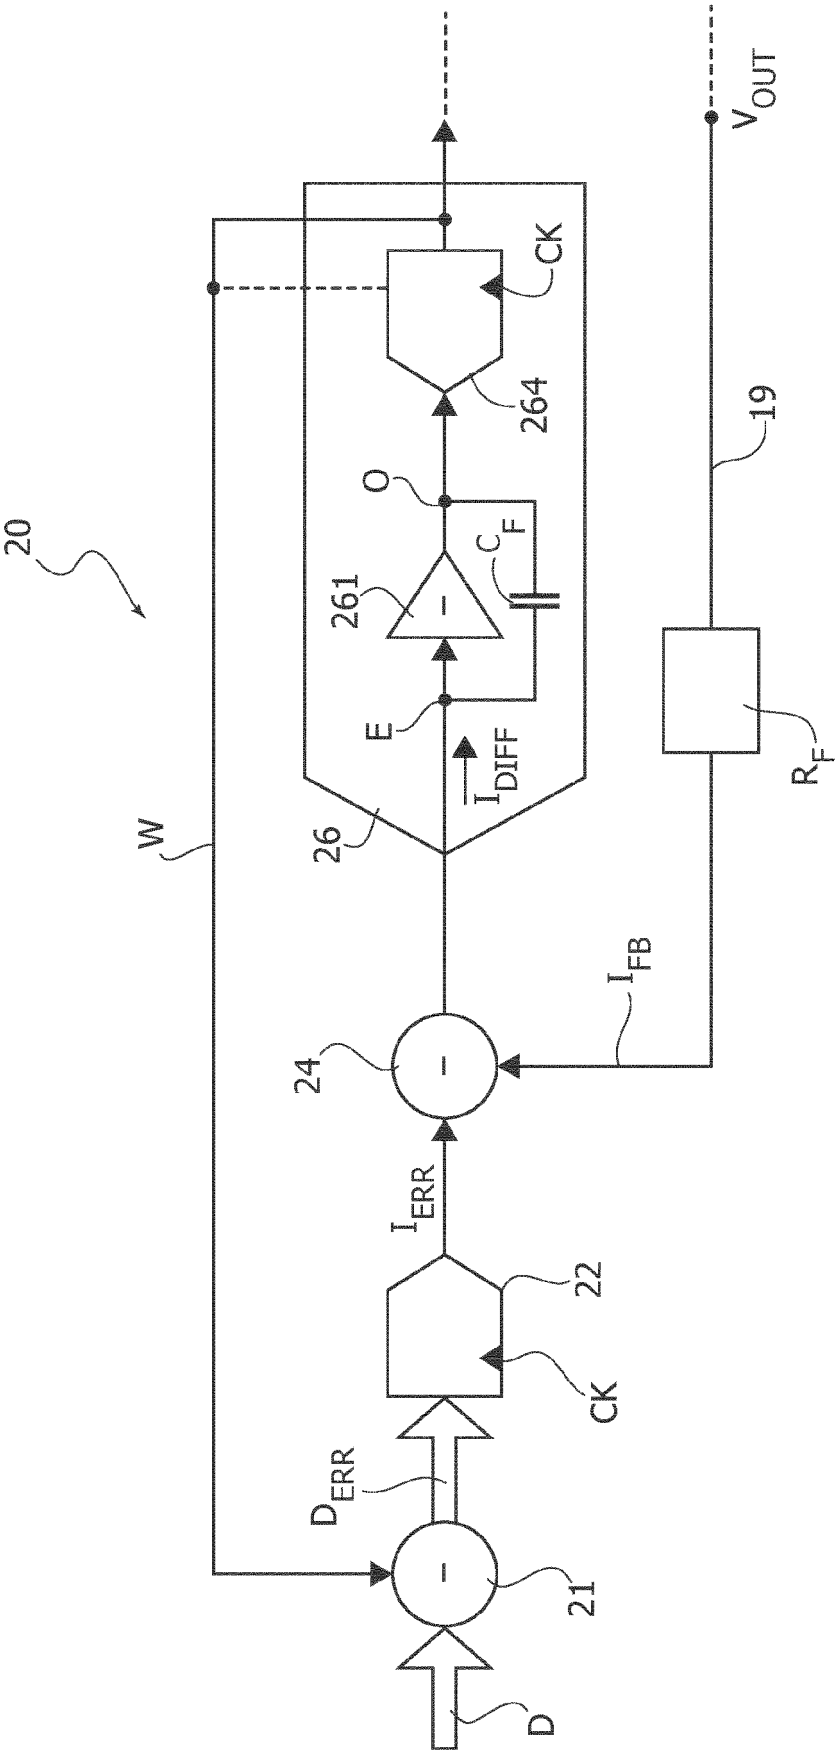 20
W
26
E
I_DIFF
261
O
C_F
264
CK
24
I_ERR
22
CK
D_ERR
21
D
I_FB
R_F
19
V_OUT